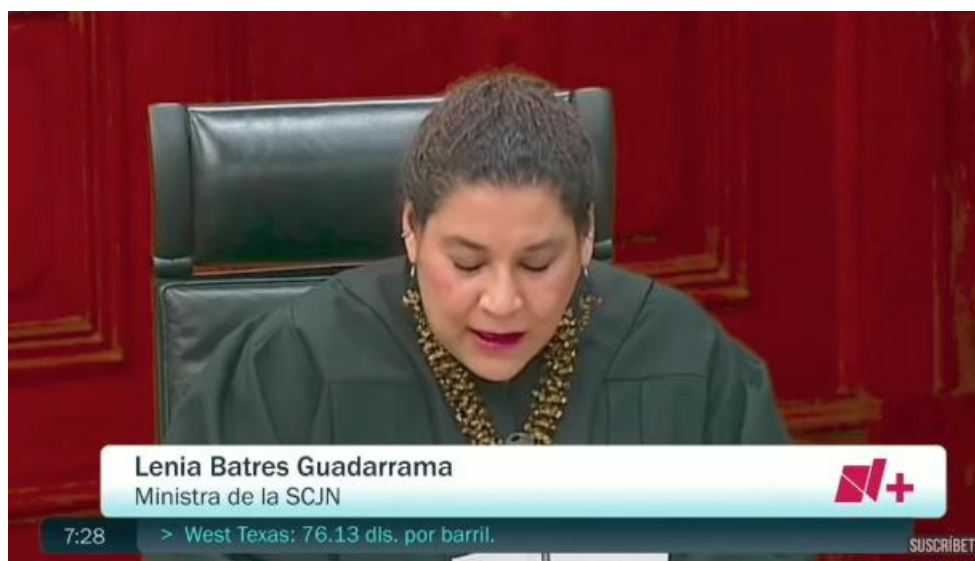 Lenia Batres Guadarrama
Ministra de la SCJN
N+
7:28
> West Texas: 76.13 dls. por barril.
SUSCRÍBET